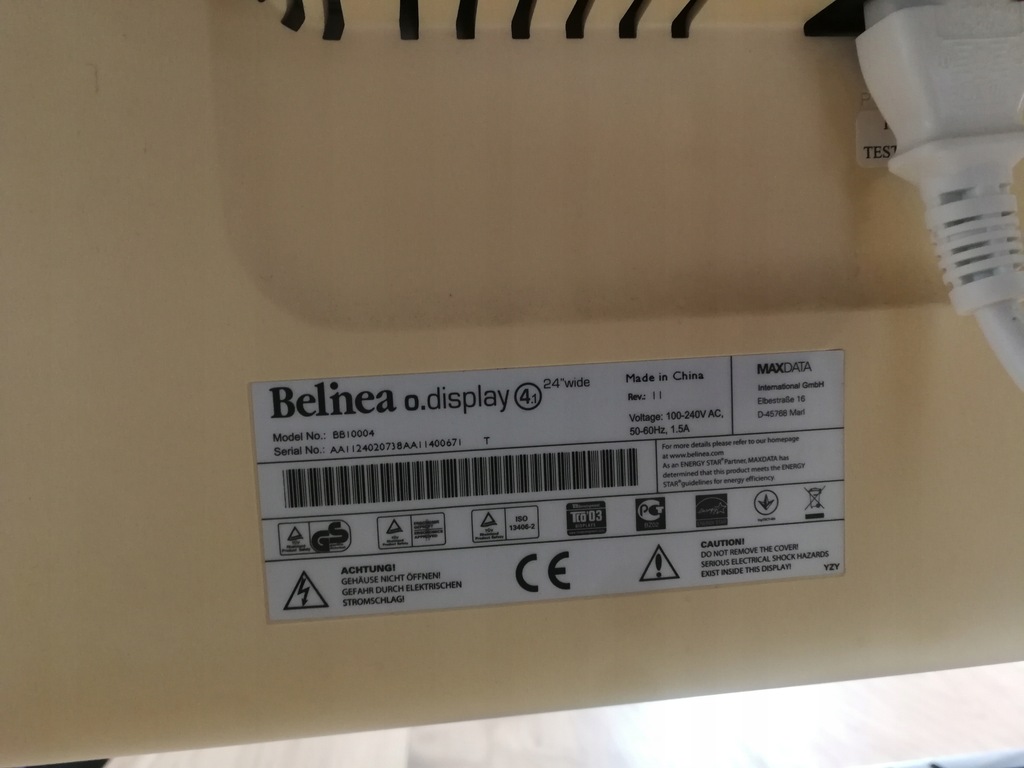 TEST
Belinea o.display 4.1 24"wide
Model No.: BB10004
Serial No.: AA1124020738AA11400671 T
Made in China
Rev.: 11
Voltage: 100-240V AC,
50-60Hz, 1.5A
MAXDATA
International GmbH
Elbestraße 16
D-45768 Marl
For more details please refer to our homepage
at www.belinea.com
As an ENERGY STAR® Partner, MAXDATA has
determined that this product meets the ENERGY
STAR® guidelines for energy efficiency.
GS
ISO
13406-2
TCO'03
DISPLAYS
CE
ACHTUNG!
GEHÄUSE NICHT ÖFFNEN!
GEFAHR DURCH ELEKTRISCHEN
STROMSCHLAG!
CAUTION!
DO NOT REMOVE THE COVER!
SERIOUS ELECTRICAL SHOCK HAZARDS
EXIST INSIDE THIS DISPLAY!
YZY